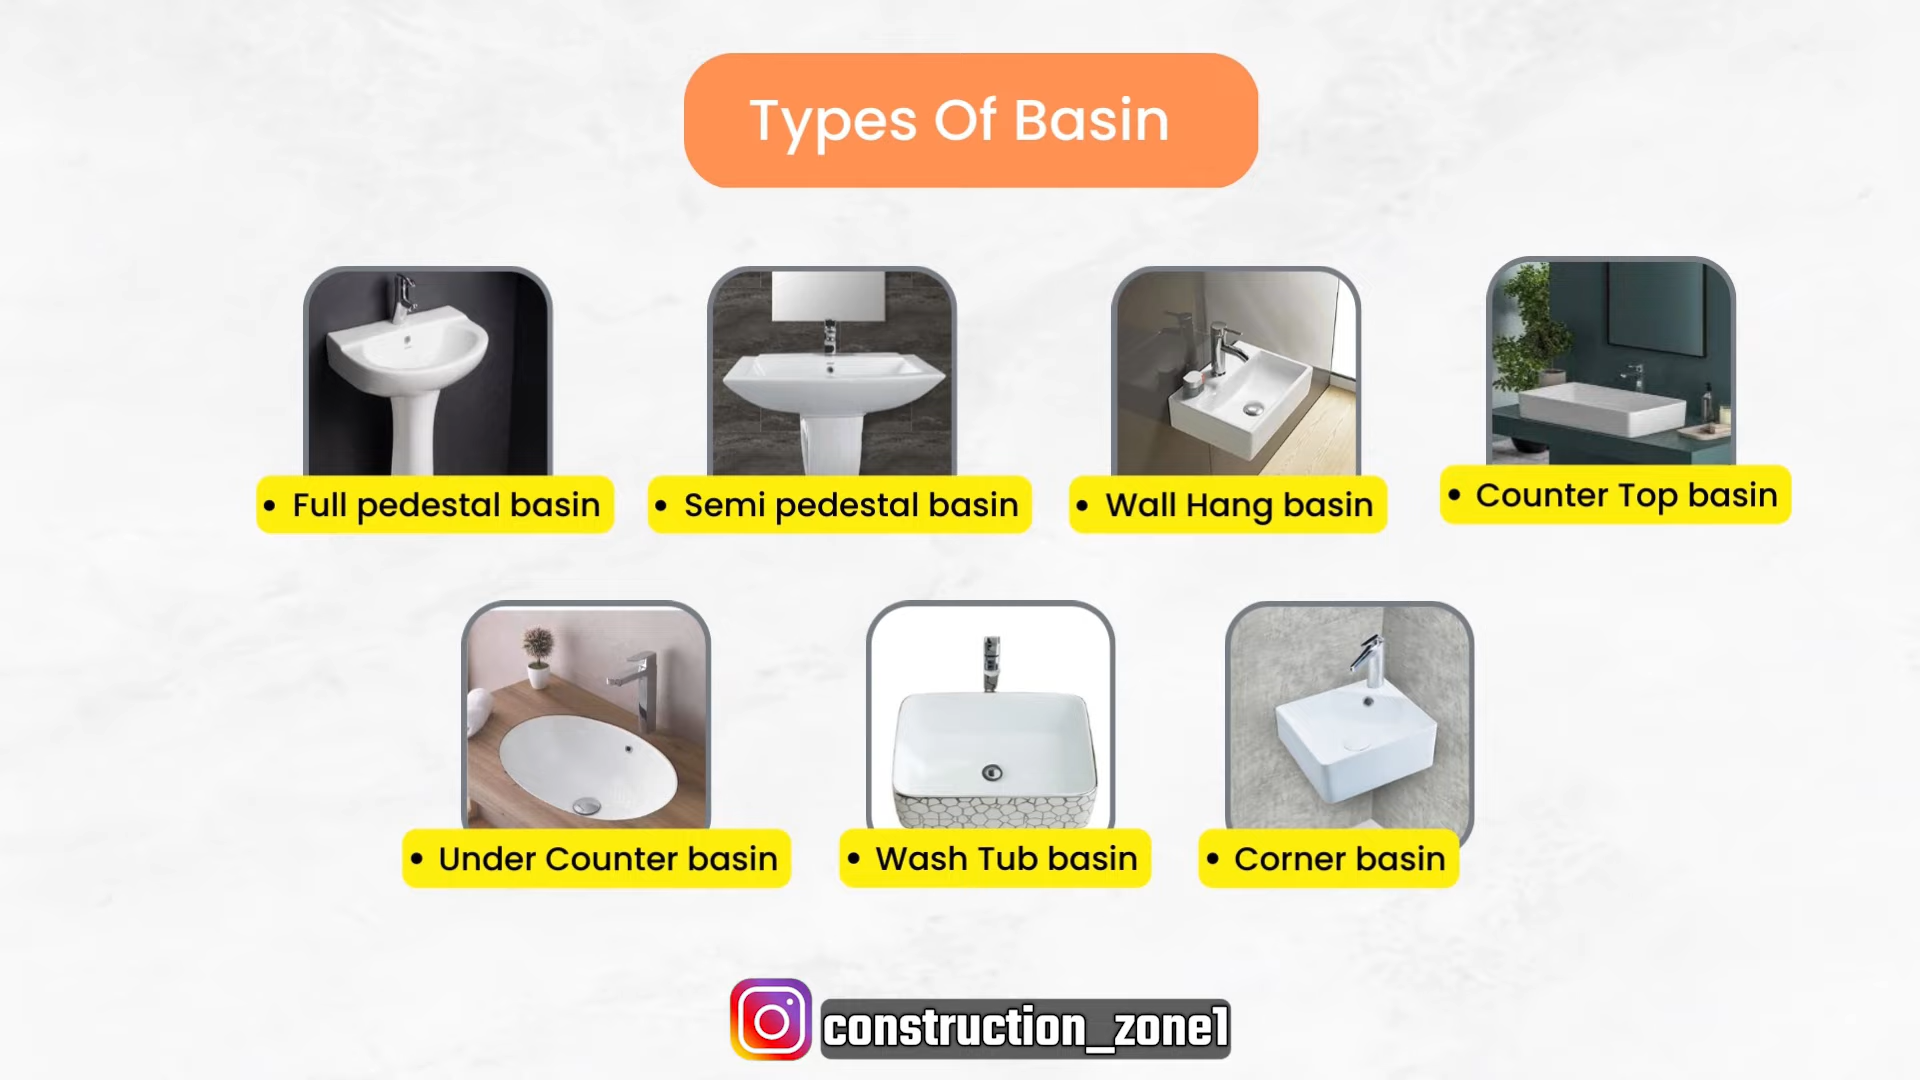 Types Of Basin
• Full pedestal basin
• Semi pedestal basin
• Wall Hang basin
• Counter Top basin
• Under Counter basin
• Wash Tub basin
• Corner basin
construction_zone1